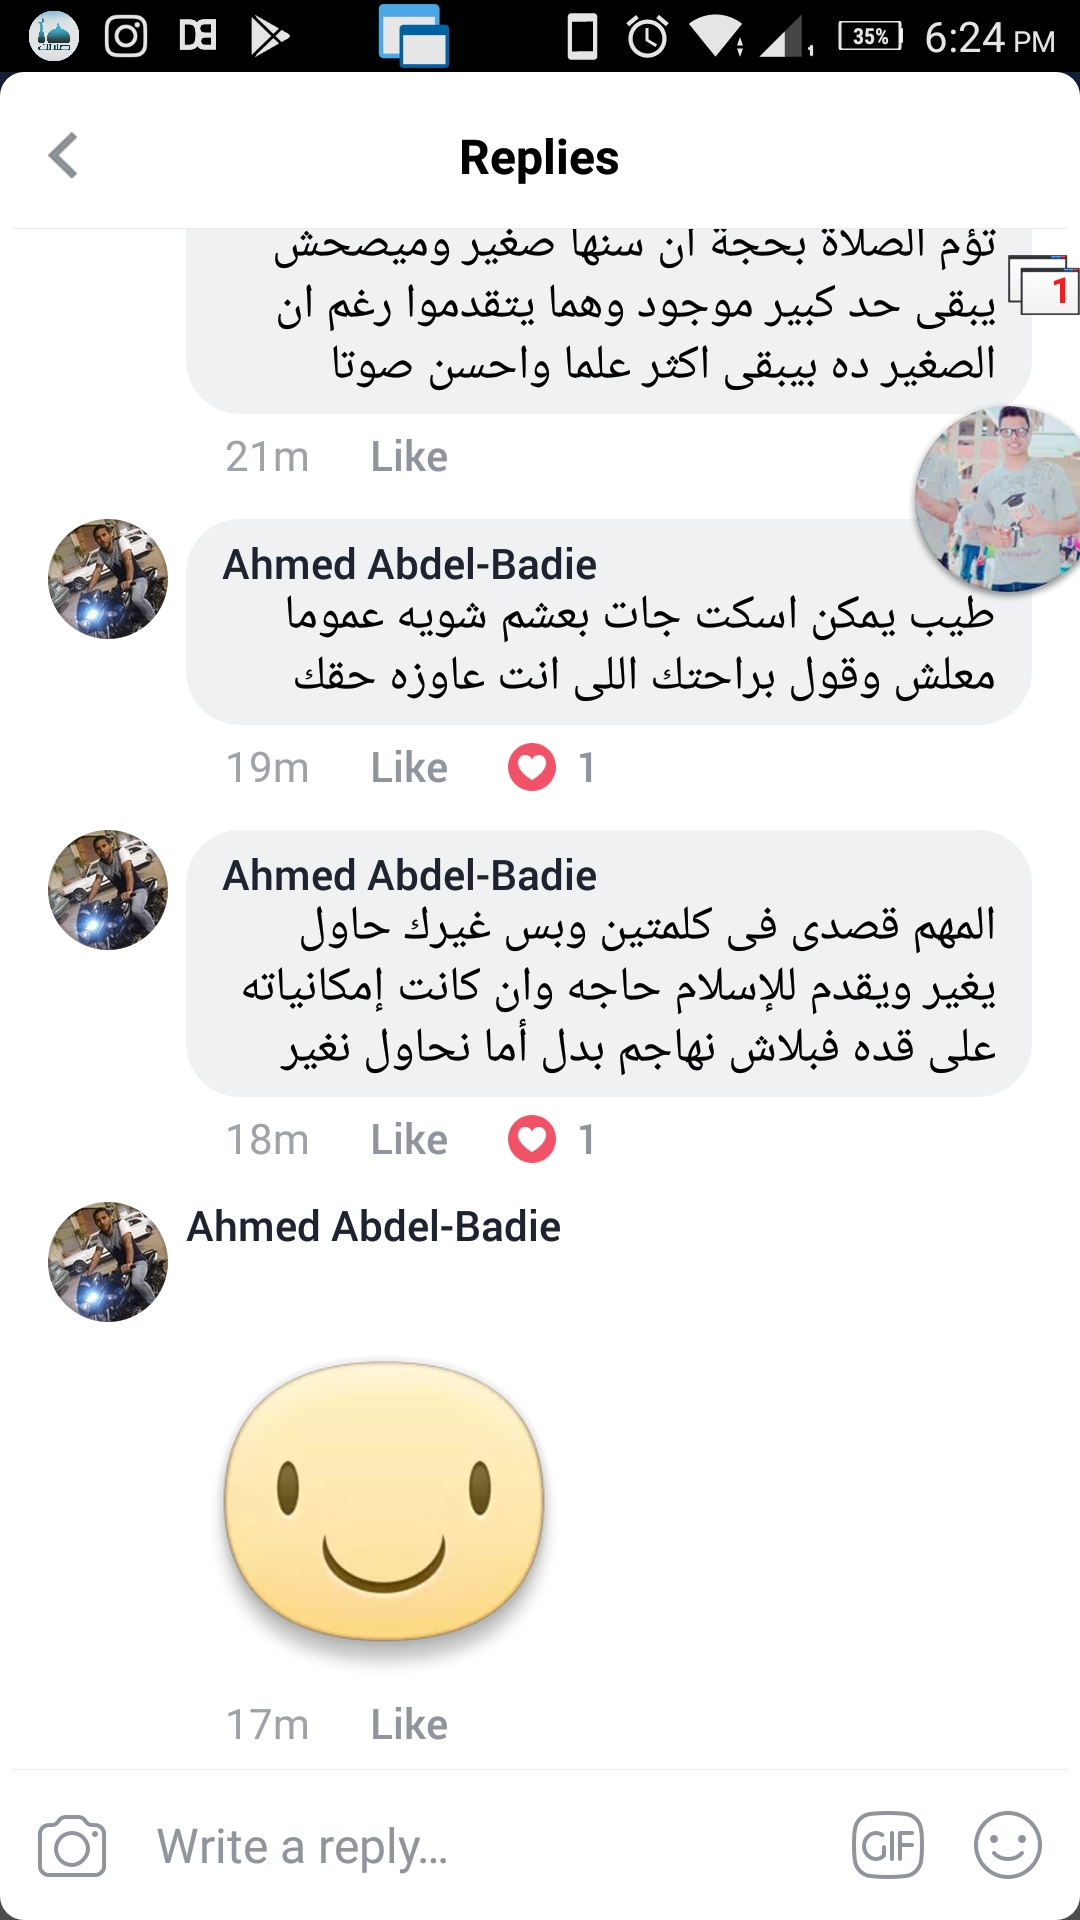 35%
6:24 PM
Replies
تؤم الصلاة بحجة ان سنها صغير وميصحش
يبقى حد كبير موجود وهما يتقدموا رغم ان
1
الصغير ده بيبقى اكثر علما واحسن صوتا
21m Like
Ahmed Abdel-Badie
طيب يمكن اسكت جات بعشم شويه عموما
معلش وقول براحتك اللى انت عاوزه حقك
19m Like 1
Ahmed Abdel-Badie
المهم قصدى فى كلمتين وبس غيرك حاول
يغير ويقدم للإسلام حاجه وان كانت إمكانياته
على قده فبلاش نهاجم بدل أما نحاول نغير
18m Like 1
Ahmed Abdel-Badie
17m Like
Write a reply...
GIF